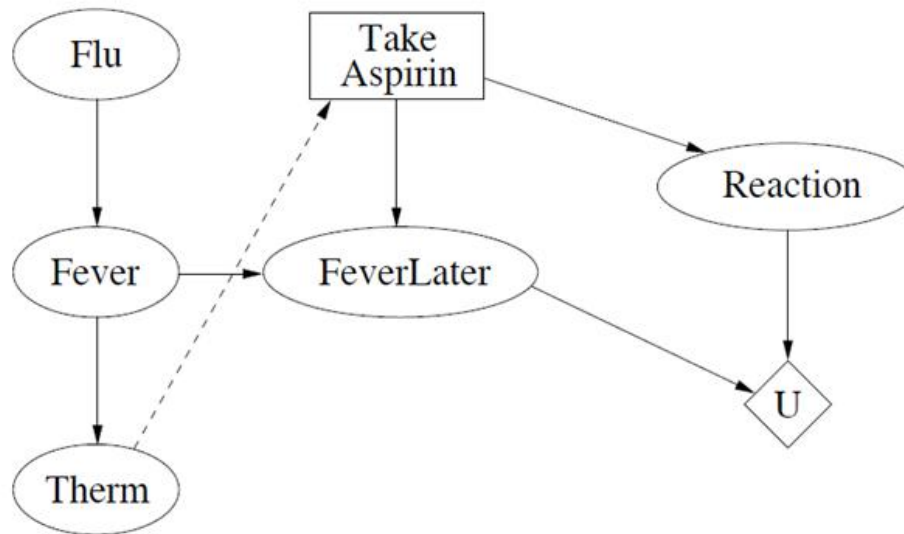 Flu
Take
Aspirin
Reaction
Fever
FeverLater
U
Therm